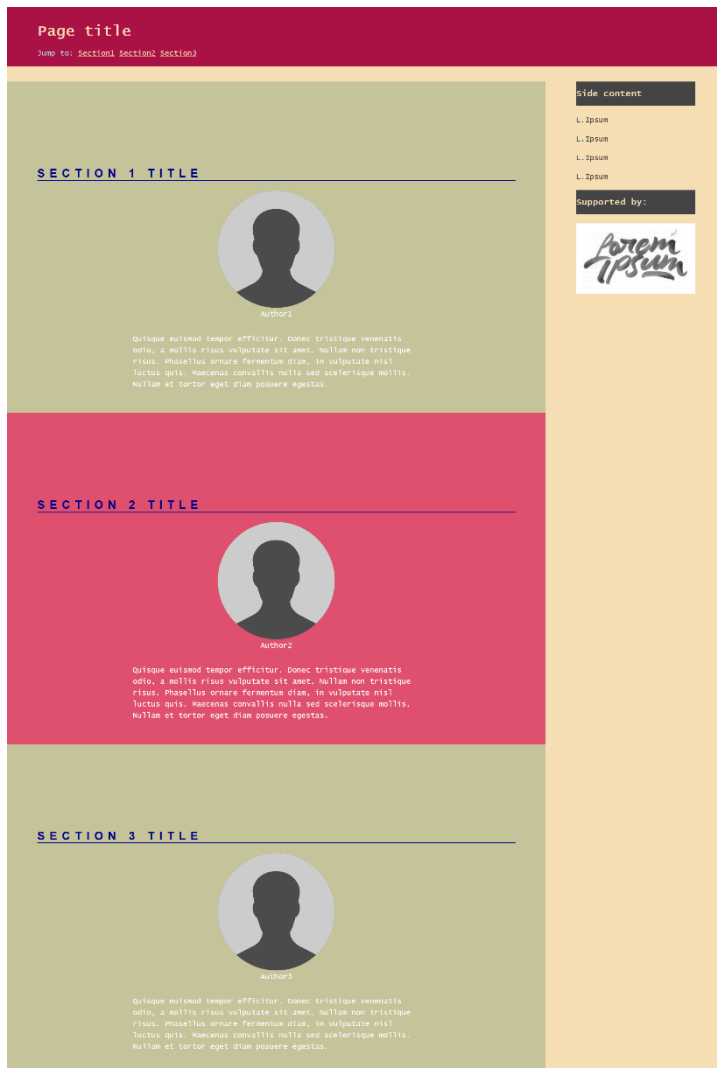 Page title
Jump to: Section1 Section2 Section3
SECTION 1 TITLE
Author1
Quisque euismod tempor efficitur. Donec tristique venenatis
odio, a mollis risus vulputate sit amet. Nullam non tristique
risus. Phasellus ornare fermentum diam, in vulputate nisl
luctus quis. Maecenas convallis nulla sed scelerisque mollis.
Nullam et tortor eget diam posuere egestas.
SECTION 2 TITLE
Author2
Quisque euismod tempor efficitur. Donec tristique venenatis
odio, a mollis risus vulputate sit amet. Nullam non tristique
risus. Phasellus ornare fermentum diam, in vulputate nisl
luctus quis. Maecenas convallis nulla sed scelerisque mollis.
Nullam et tortor eget diam posuere egestas.
SECTION 3 TITLE
Author3
Quisque euismod tempor efficitur. Donec tristique venenatis
odio, a mollis risus vulputate sit amet. Nullam non tristique
risus. Phasellus ornare fermentum diam, in vulputate nisl
luctus quis. Maecenas convallis nulla sed scelerisque mollis.
Nullam et tortor eget diam posuere egestas.
Side content
L.Ipsum
L.Ipsum
L.Ipsum
L.Ipsum
Supported by:
Lorem
Ipsum